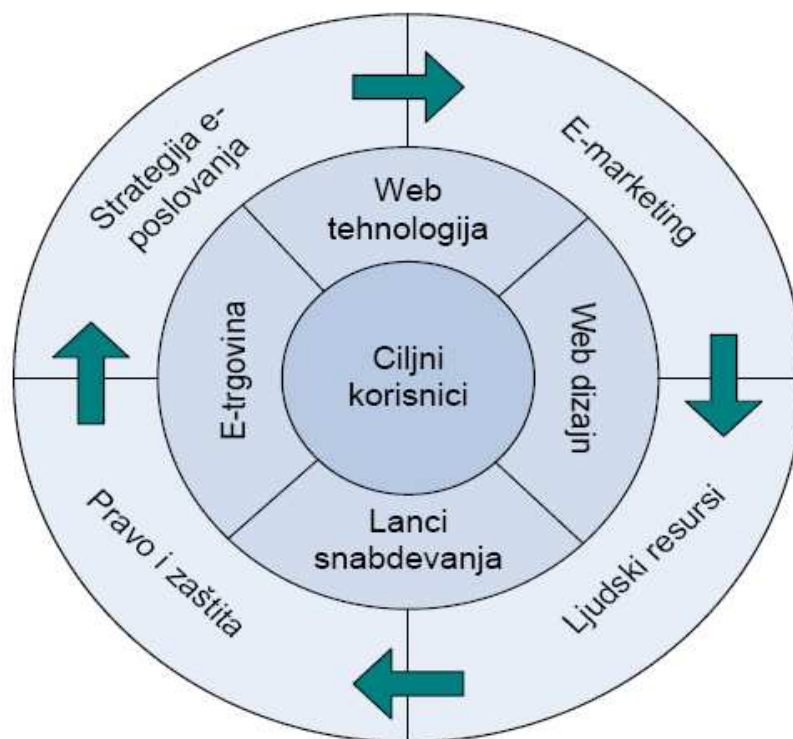 Strategija e-
poslovanja
E-marketing
Web
tehnologija
E-trgovina
Ciljni
korisnici
Web dizajn
Lanci
snabdevanja
Pravo i zaštita
Ljudski resursi